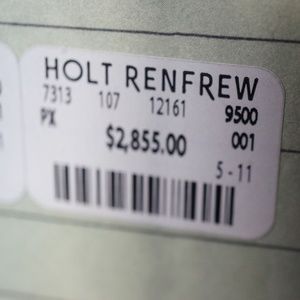 HOLT RENFREW
7313 107 12161 9500
PX $2,855.00 001
5-11